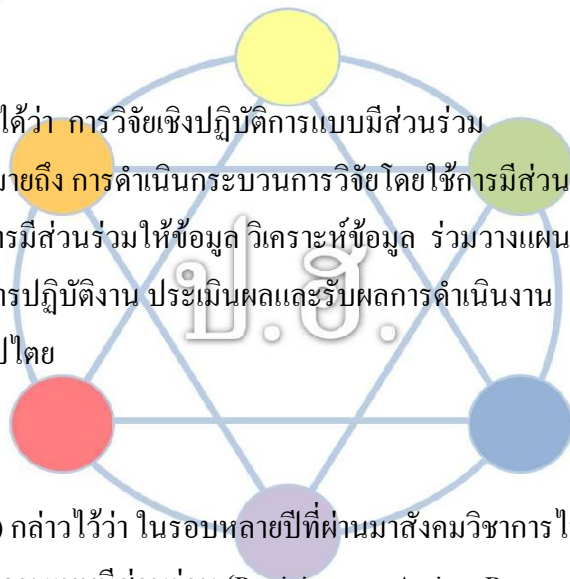 ได้ว่า การวิจัยเชิงปฏิบัติการแบบมีส่วนร่วม
มายถึง การดำเนินกระบวนการวิจัยโดยใช้การมีส่วน
ารมีส่วนร่วมให้ข้อมูล วิเคราะห์ข้อมูล ร่วมวางแผน
ารปฏิบัติงาน ประเมินผลและรับผลการดำเนินงาน
ป.ฮิ.
ปไตย
) กล่าวไว้ว่า ในรอบหลายปีที่ผ่านมาสังคมวิชาการไ